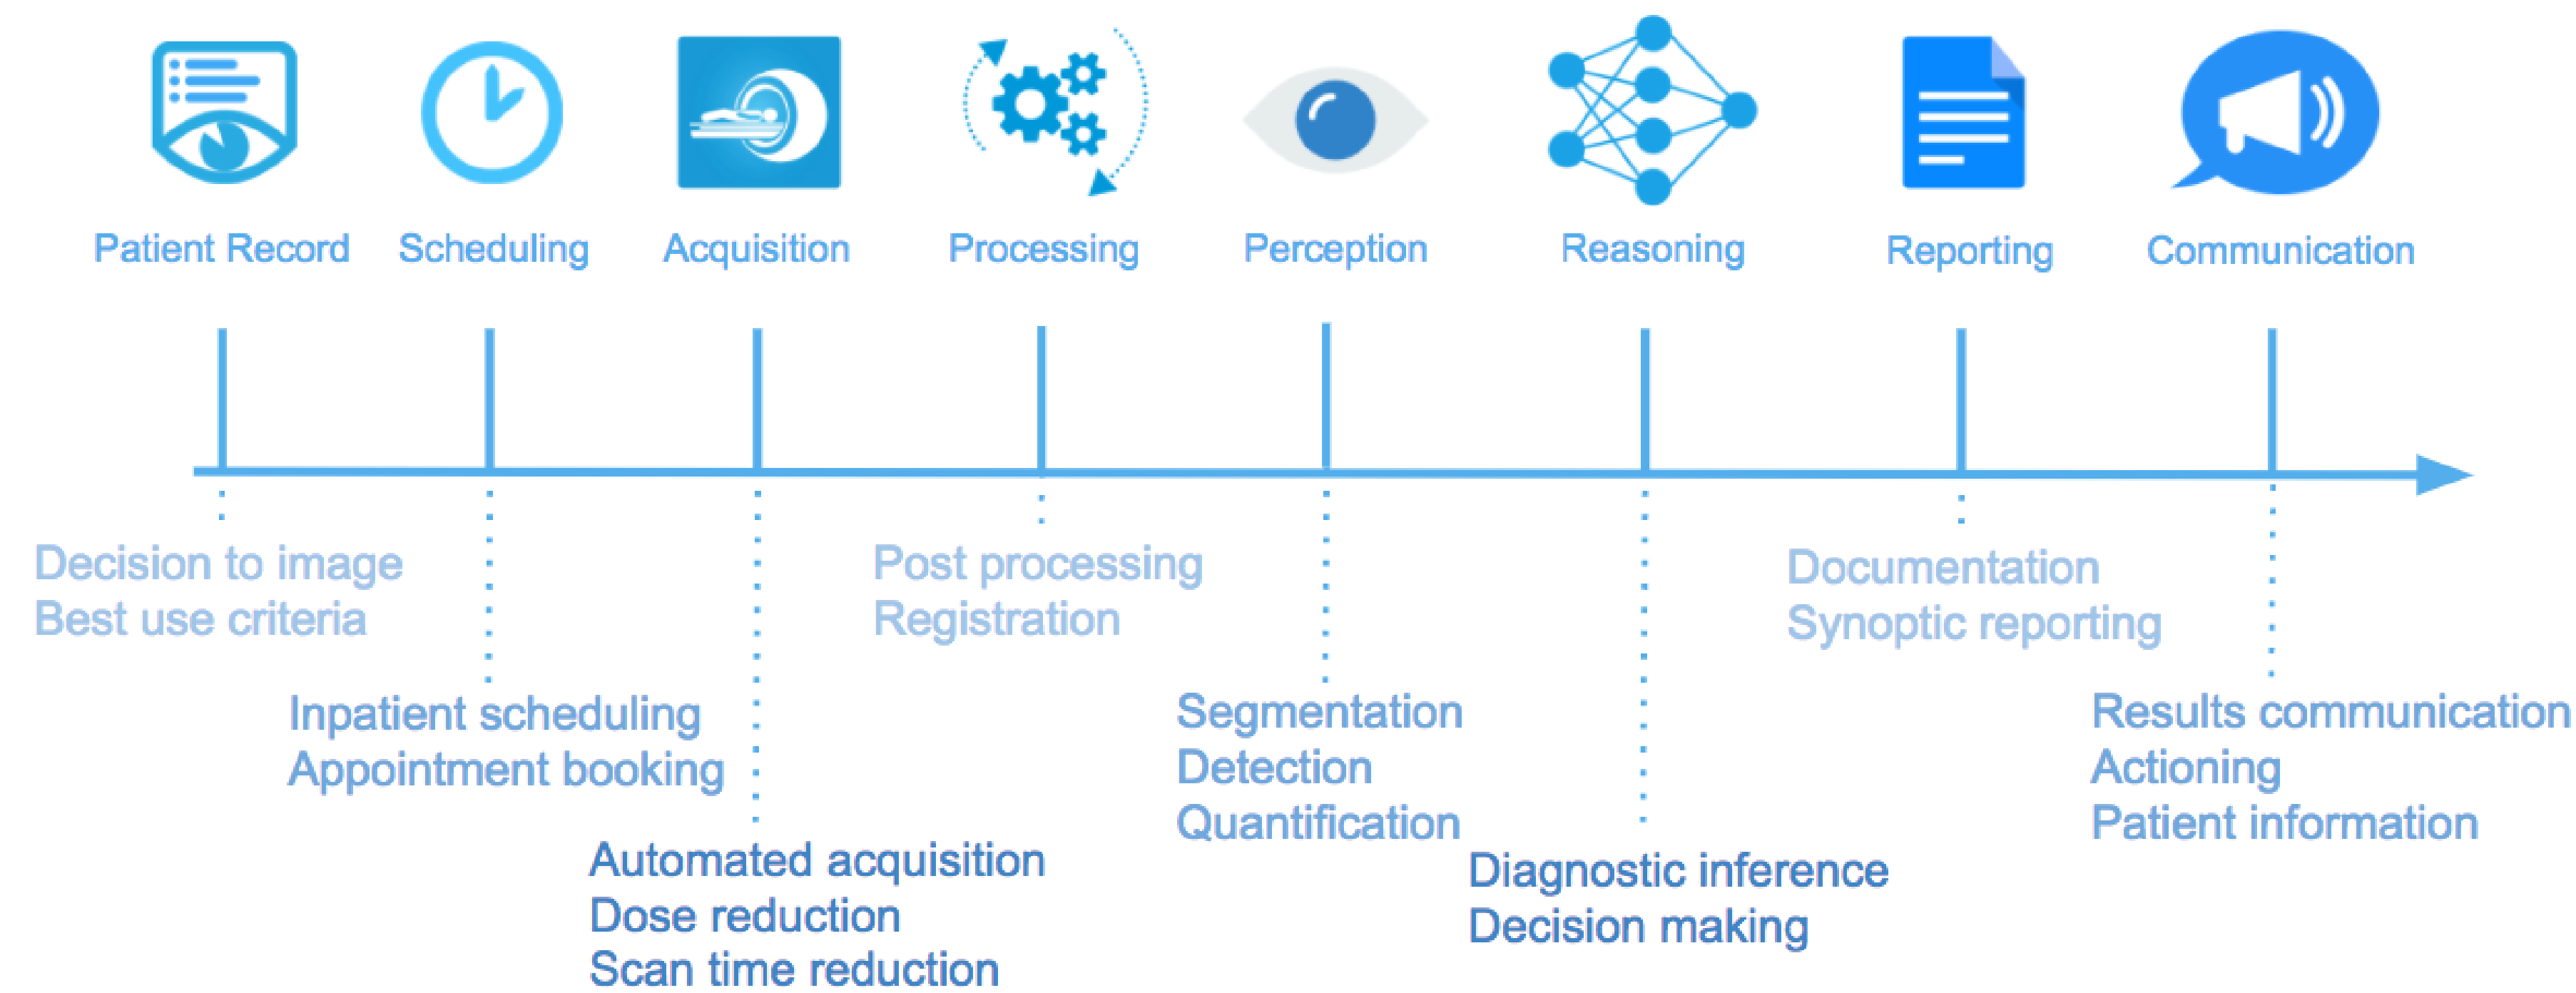 Patient Record
Scheduling
Acquisition
Processing
Perception
Reasoning
Reporting
Communication
Decision to image
Best use criteria
Inpatient scheduling
Appointment booking
Automated acquisition
Dose reduction
Scan time reduction
Post processing
Registration
Segmentation
Detection
Quantification
Diagnostic inference
Decision making
Documentation
Synoptic reporting
Results communication
Actioning
Patient information